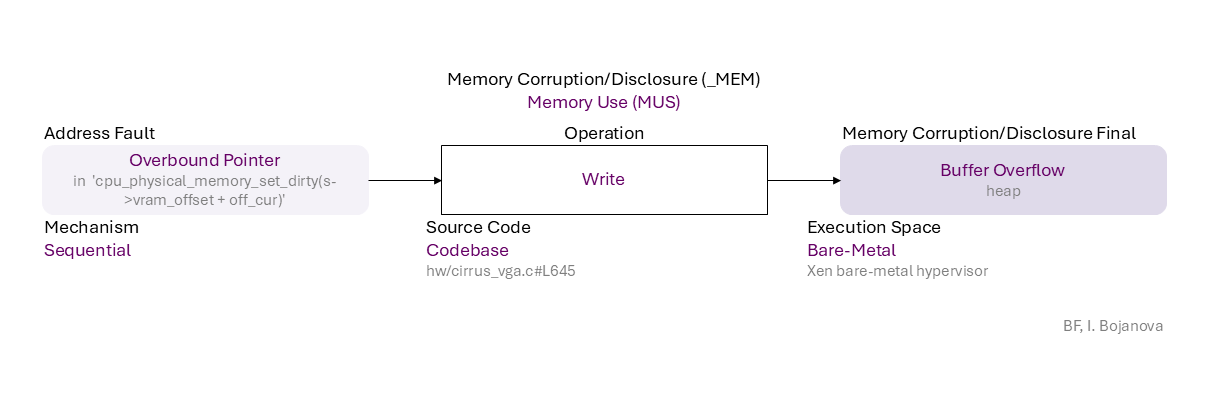 Memory Corruption/Disclosure (_MEM)
Memory Use (MUS)
Address Fault
Operation
Memory Corruption/Disclosure Final
Overbound Pointer
in 'cpu_physical_memory_set_dirty(s-
>vram_offset + off_cur)'
Write
Buffer Overflow
heap
Mechanism
Sequential
Source Code
Codebase
hw/cirrus_vga.c#L645
Execution Space
Bare-Metal
Xen bare-metal hypervisor
BF, I. Bojanova